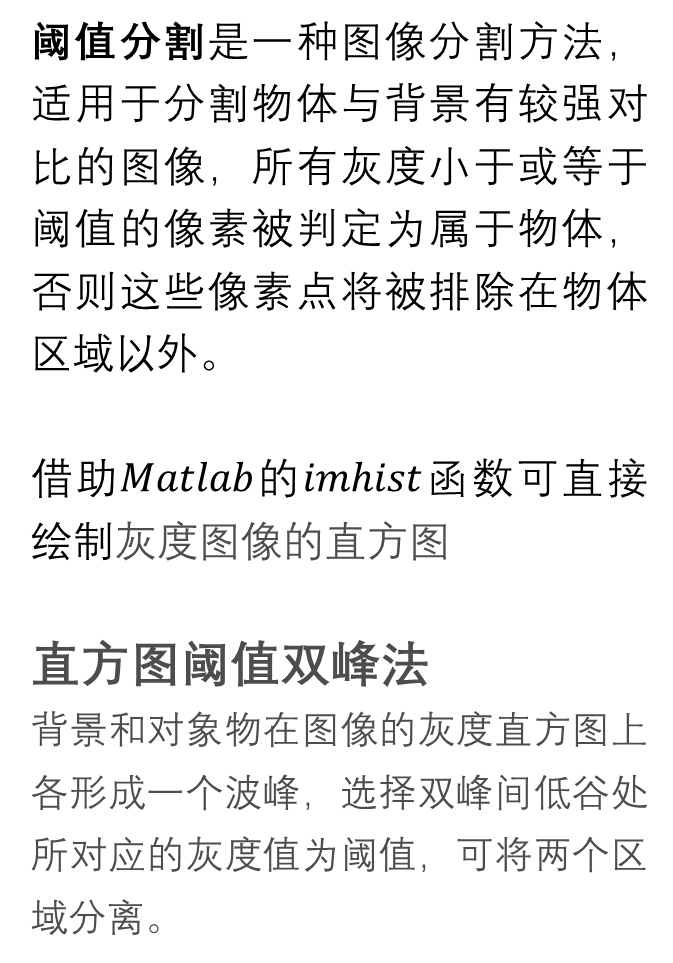 阈值分割是一种图像分割方法，
适用于分割物体与背景有较强对
比的图像，所有灰度小于或等于
阈值的像素被判定为属于物体，
否则这些像素点将被排除在物体
区域以外。
借助Matlab的imhist函数可直接
绘制灰度图像的直方图
直方图阈值双峰法
背景和对象物在图像的灰度直方图上
各形成一个波峰，选择双峰间低谷处
所对应的灰度值为阈值，可将两个区
域分离。